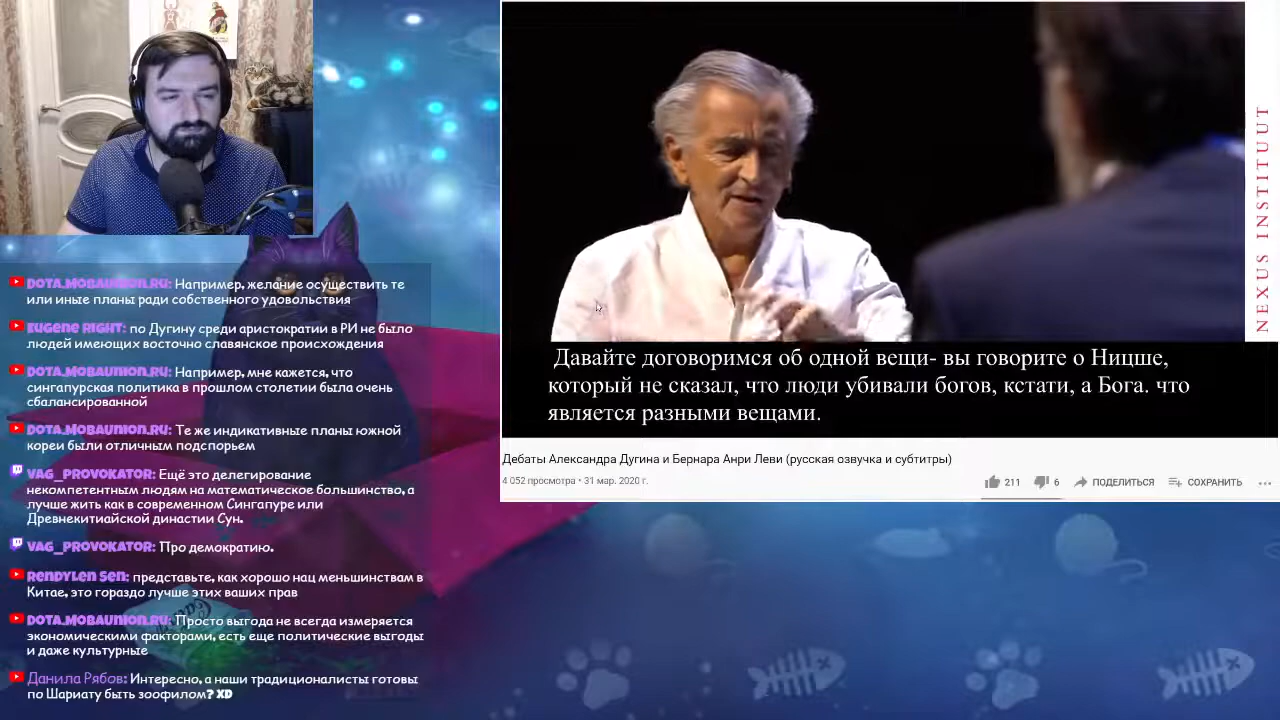 DOTA.MOBAUNION.RU: Например, желание осуществить те
или иные планы ради собственного удовольствия
EUGENE RIGHT: по Дугину среди аристократии в РИ не было
людей имеющих восточно славянское происхождения
DOTA.MOBAUNION.RU: Например, мне кажется, что
сингапурская политика в прошлом столетии была очень
сбалансированной
DOTA.MOBAUNION.RU: Те же индикативные планы южной
кореи были отличным подспорьем
VAG_PROVOKATOR: Ещё это делегирование
некомпетентным людям на математическое большинство, а
лучше жить как в современном Сингапуре или
Древнекитиайской династии Сун.
VAG_PROVOKATOR: Про демократию.
RENDYLEN SEN: представьте, как хорошо нац меньшинствам в
Китае, это гораздо лучше этих ваших прав
DOTA.MOBAUNION.RU: Просто выгода не всегда измеряется
экономическими факторами, есть еще политические выгоды
и даже культурные
Данила Рябов: Интересно, а наши традиционалисты готовы
по Шариату быть зоофилом? XD
NEXUS INSTITUUT
Давайте договоримся об одной вещи- вы говорите о Ницше,
который не сказал, что люди убивали богов, кстати, а Бога. что
является разными вещами.
Дебаты Александра Дугина и Бернара Анри Леви (русская озвучка и субтитры)
4 052 просмотра • 31 мар. 2020 г.
211 6 ПОДЕЛИТЬСЯ СОХРАНИТЬ